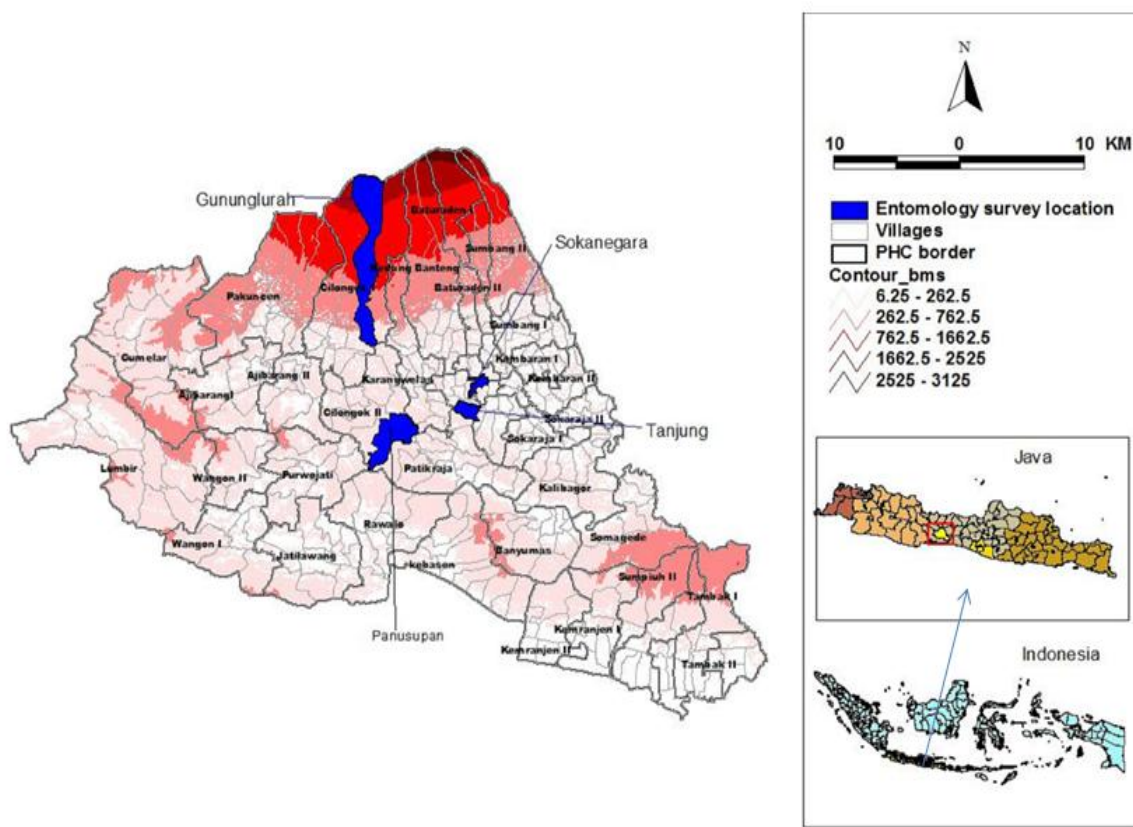 Gununglurah
Baturaden I
Sokanegara
Sumbang II
Cilongok I
Kedung Banteng
Pakuncen
Baturaden II
Sumbang I
Gumelar
Kembaran I
Ajibarang II
Karangwelas
Kembaran II
Ajibarang I
Cilongok II
Sokaraja II
Tanjung
Sokaraja I
Lumbir
Wangon II
Purwojati
Patikraja
Kalibagor
Rawalo
Wangon I
Jatilawang
kebasen
Banyumas
Somagede
Sumpiuh II
Tambak I
Panusupan
Kemranjen I
Kemranjen II
Tambak II
N
10 0 10 KM
Entomology survey location
Villages
PHC border
Contour_bms
6.25 - 262.5
262.5 - 762.5
762.5 - 1662.5
1662.5 - 2525
2525 - 3125
Java
Indonesia